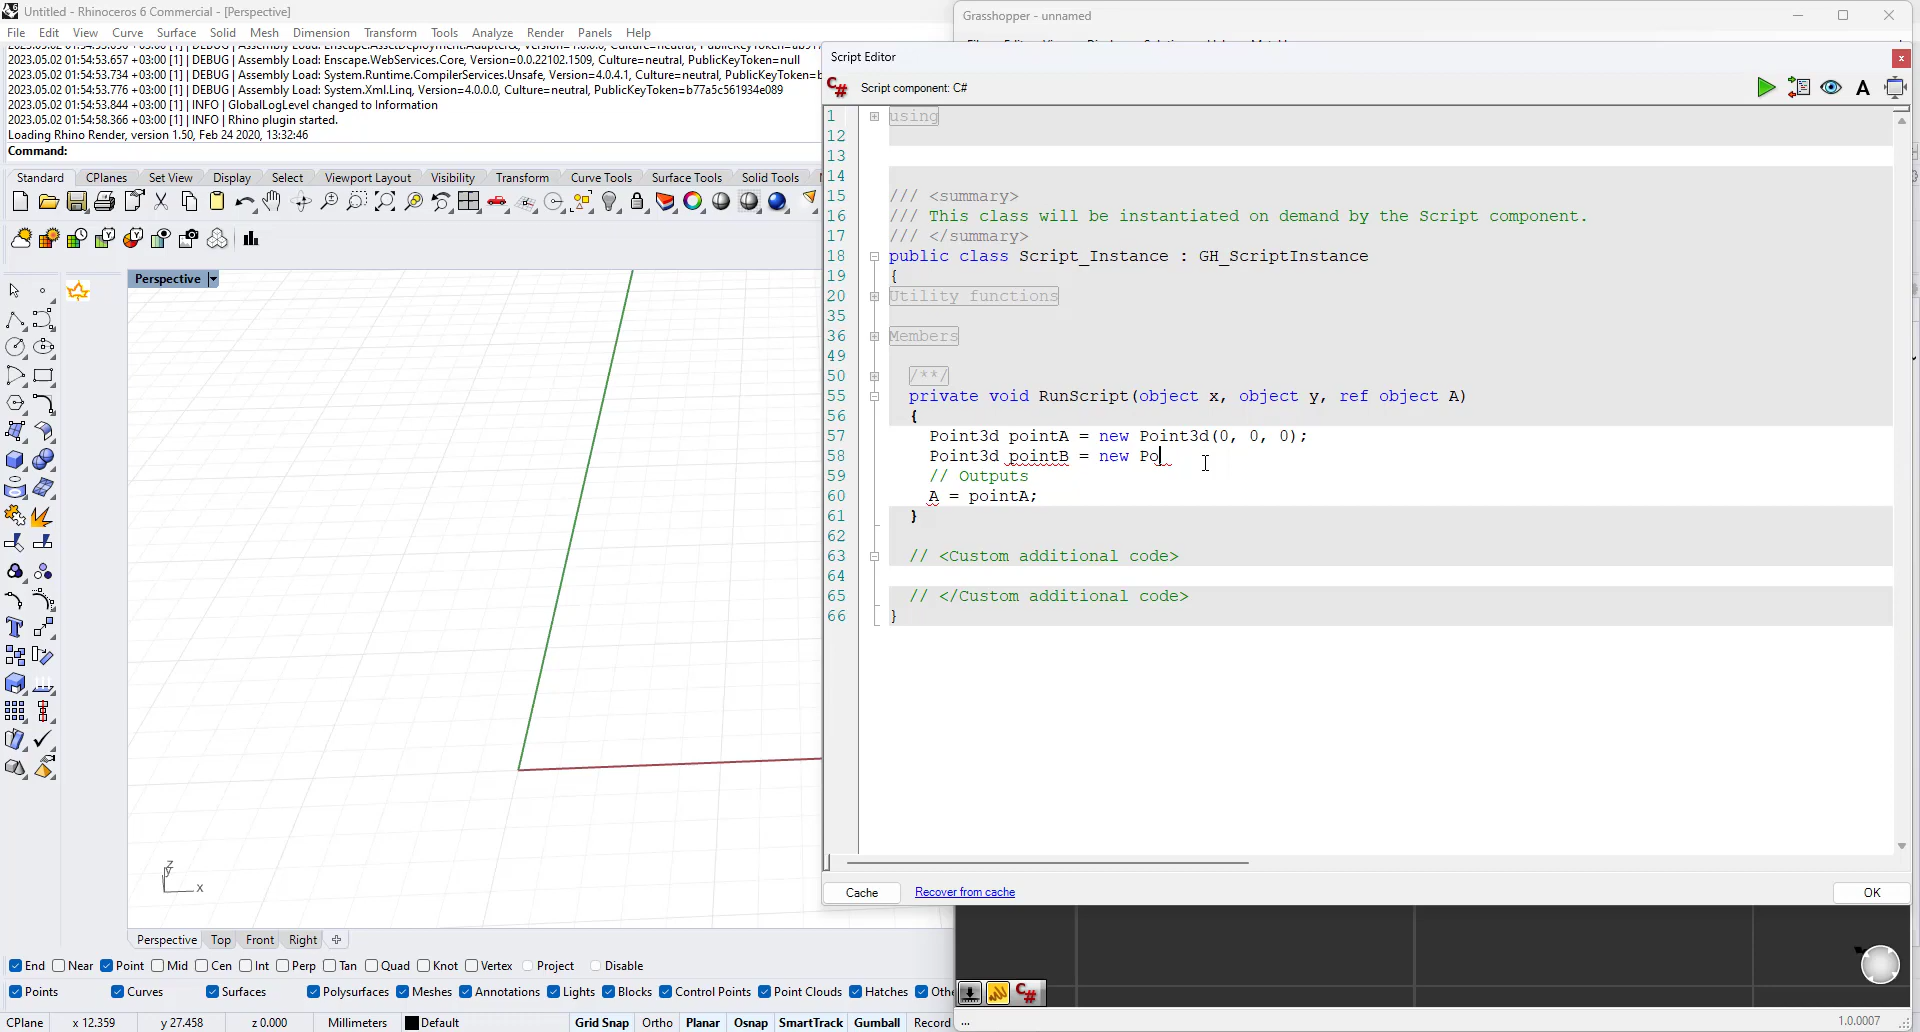 Untitled - Rhinoceros 6 Commercial - [Perspective]
File Edit View Curve Surface Solid Mesh Dimension Transform Tools Analyze Render Panels Help
2023.05.02 01:54:53.657 +03:00 [1] | DEBUG | Assembly Load: Enscape.WebServices.Core, Version=0.0.22102.1509, Culture=neutral, PublicKeyToken=null
2023.05.02 01:54:53.734 +03:00 [1] | DEBUG | Assembly Load: System.Runtime.CompilerServices.Unsafe, Version=4.0.4.1, Culture=neutral, PublicKeyToken=b
2023.05.02 01:54:53.776 +03:00 [1] | DEBUG | Assembly Load: System.Xml.Linq, Version=4.0.0.0, Culture=neutral, PublicKeyToken=b77a5c561934e089
2023.05.02 01:54:53.844 +03:00 [1] | INFO | GlobalLogLevel changed to Information
2023.05.02 01:54:58.366 +03:00 [1] | INFO | Rhino plugin started.
Loading Rhino Render, version 1.50, Feb 24 2020, 13:32:46
Command:
Standard CPlanes Set View Display Select Viewport Layout Visibility Transform Curve Tools Surface Tools Solid Tools
Perspective
z
y
x
Perspective Top Front Right
End Near Point Mid Cen Int Perp Tan Quad Knot Vertex Project Disable
Points Curves Surfaces Polysurfaces Meshes Annotations Lights Blocks Control Points Point Clouds Hatches Othe
CPlane x 12.359 y 27.458 z 0.000 Millimeters Default Grid Snap Ortho Planar Osnap SmartTrack Gumball Record
Grasshopper - unnamed
Script Editor
C# Script component: C#
A
1 using
12
13
14
15 /// <summary>
16 /// This class will be instantiated on demand by the Script component.
17 /// </summary>
18 public class Script_Instance : GH_ScriptInstance
19 {
20 Utility functions
35
36 Members
49
50 /**/
55 private void RunScript(object x, object y, ref object A)
56 {
57 Point3d pointA = new Point3d(0, 0, 0);
58 Point3d pointB = new Po
59 // Outputs
60 A = pointA;
61 }
62
63 // <Custom additional code>
64
65 // </Custom additional code>
66 }
Cache Recover from cache OK
C#
... 1.0.0007